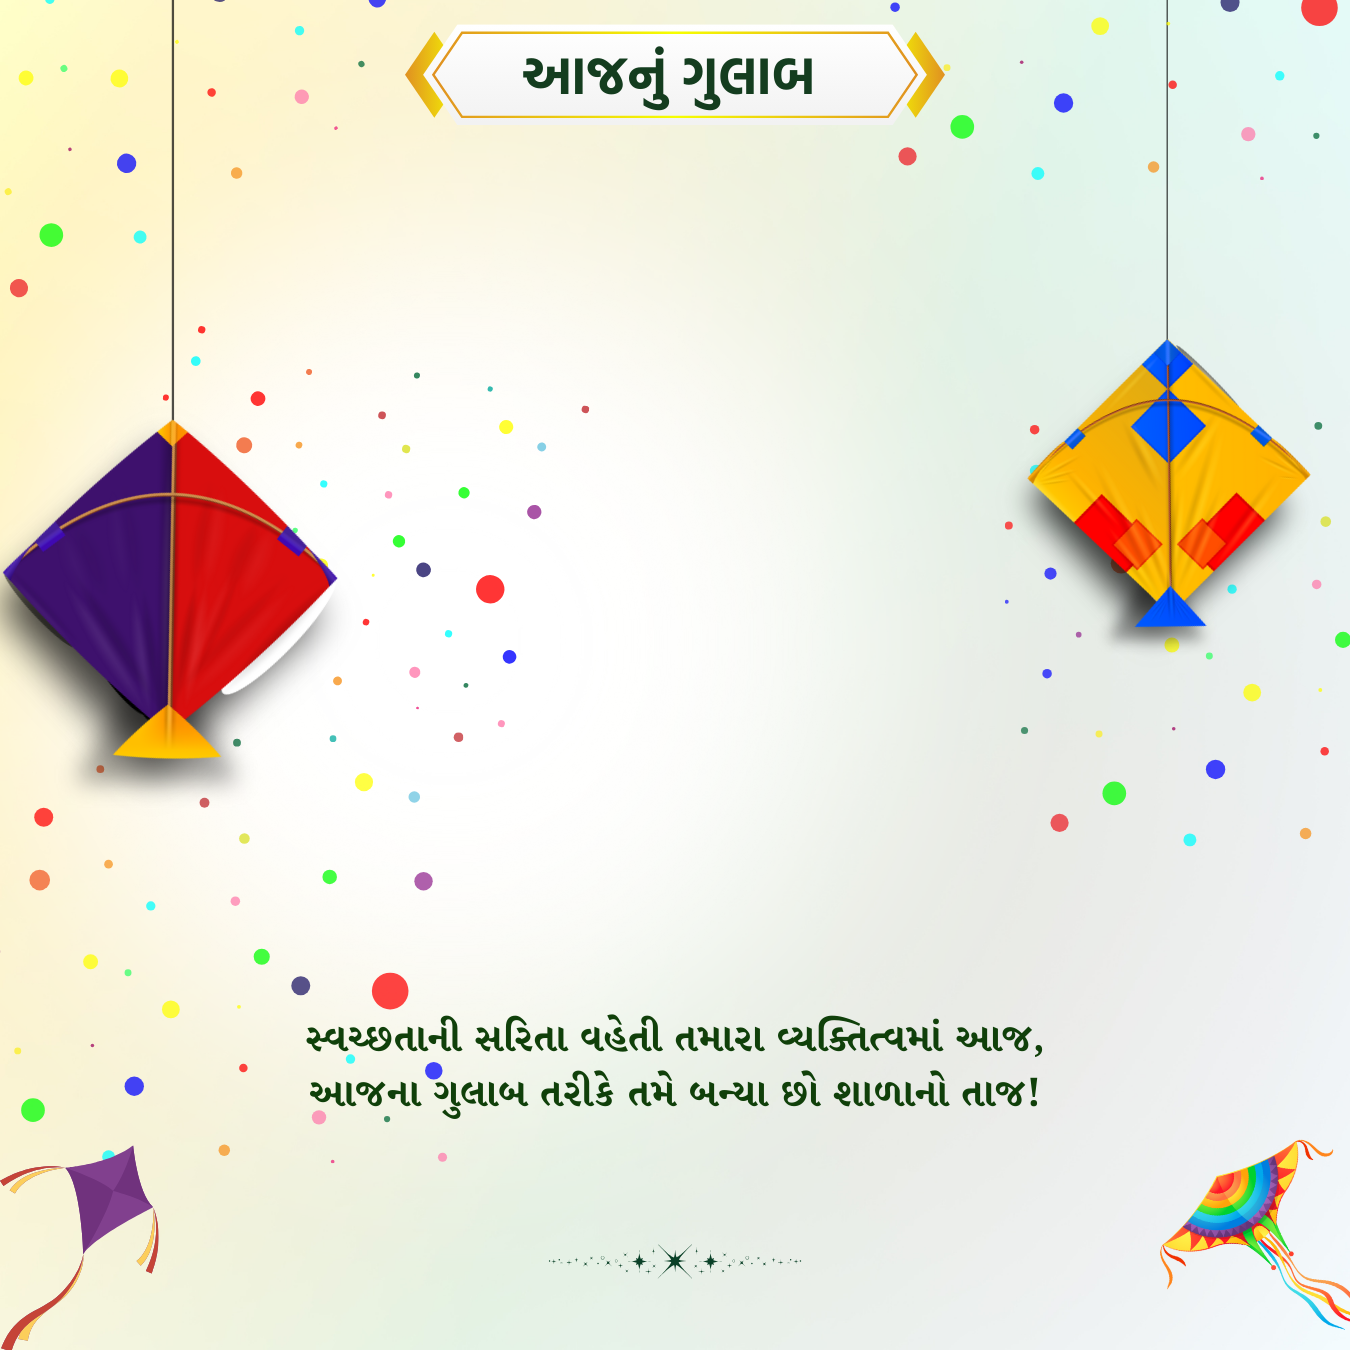 આજનું ગુલાબ
સ્વચ્છતાની સરિતા વહેતી તમારા વ્યક્તિત્વમાં આજ,
આજના ગુલાબ તરીકે તમે બન્યા છો શાળાનો તાજ!